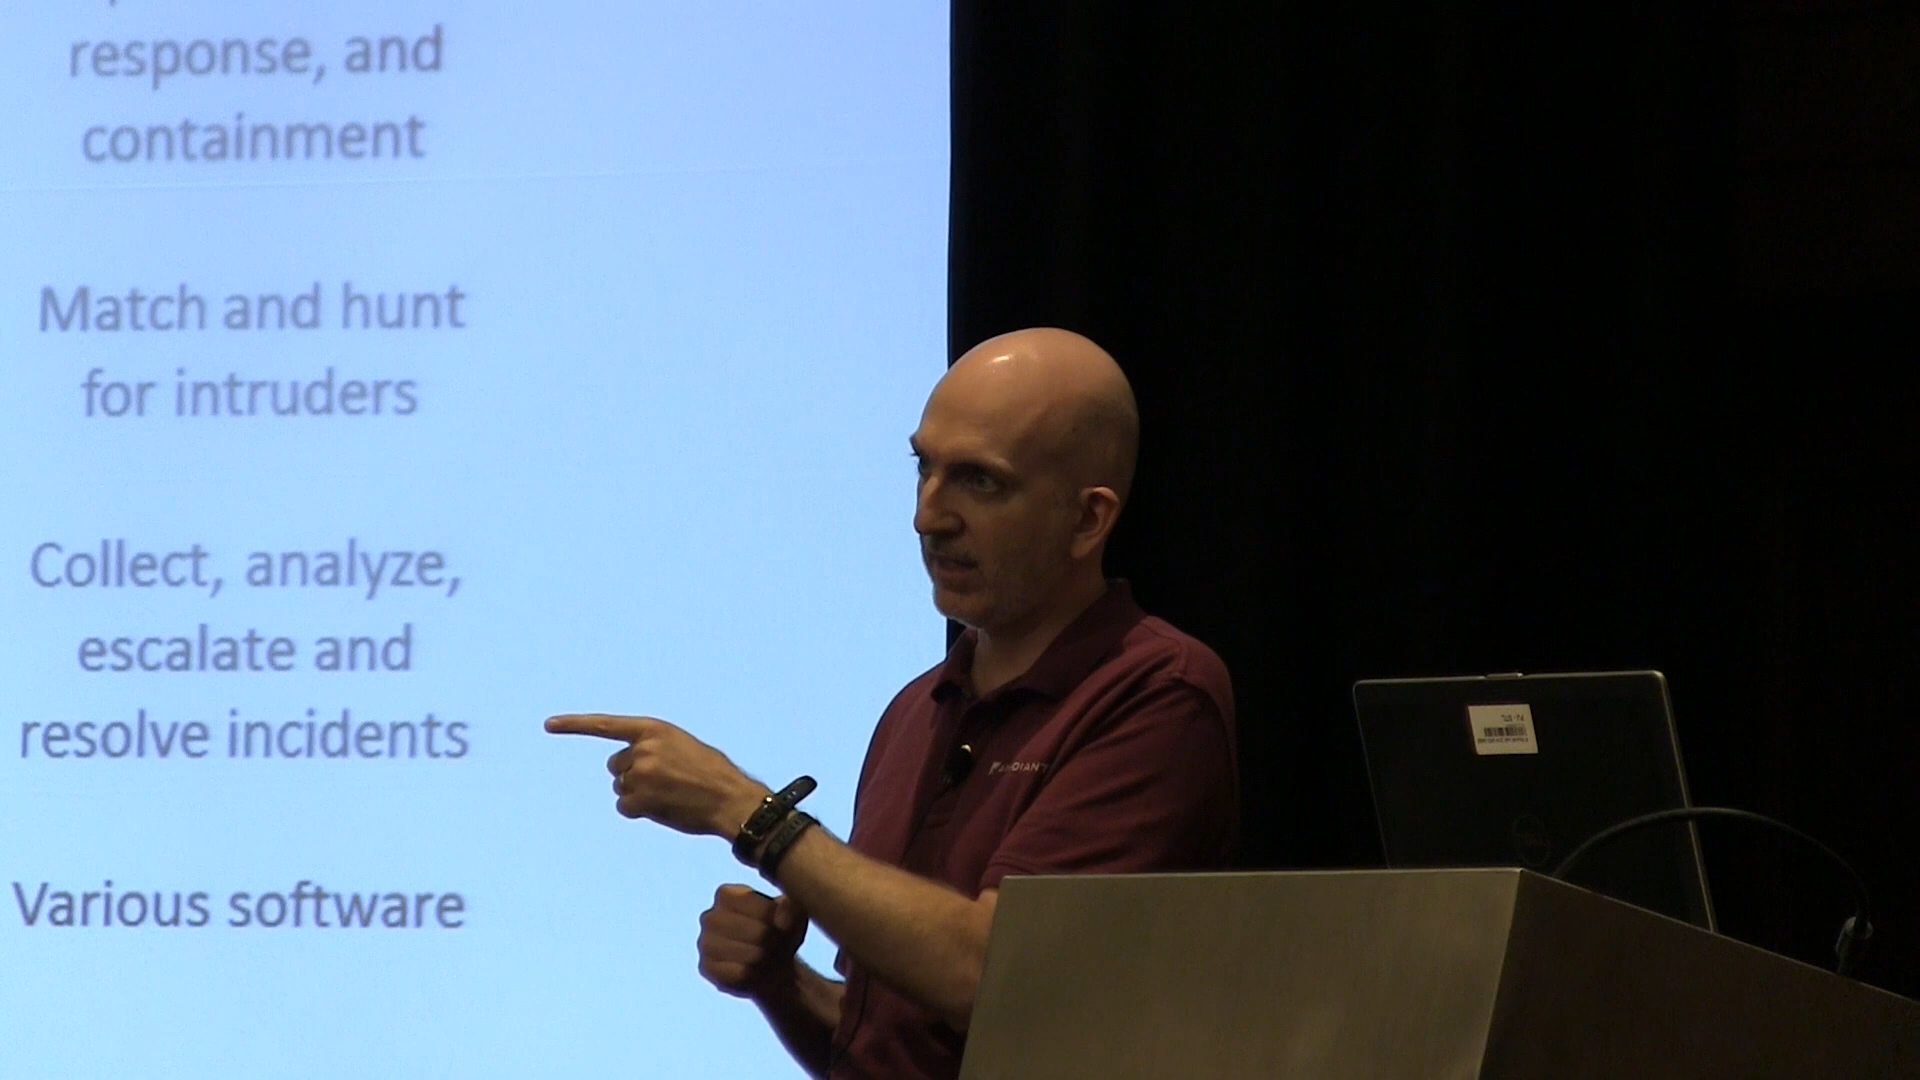 response, and
containment
Match and hunt
for intruders
Collect, analyze,
escalate and
resolve incidents
Various software